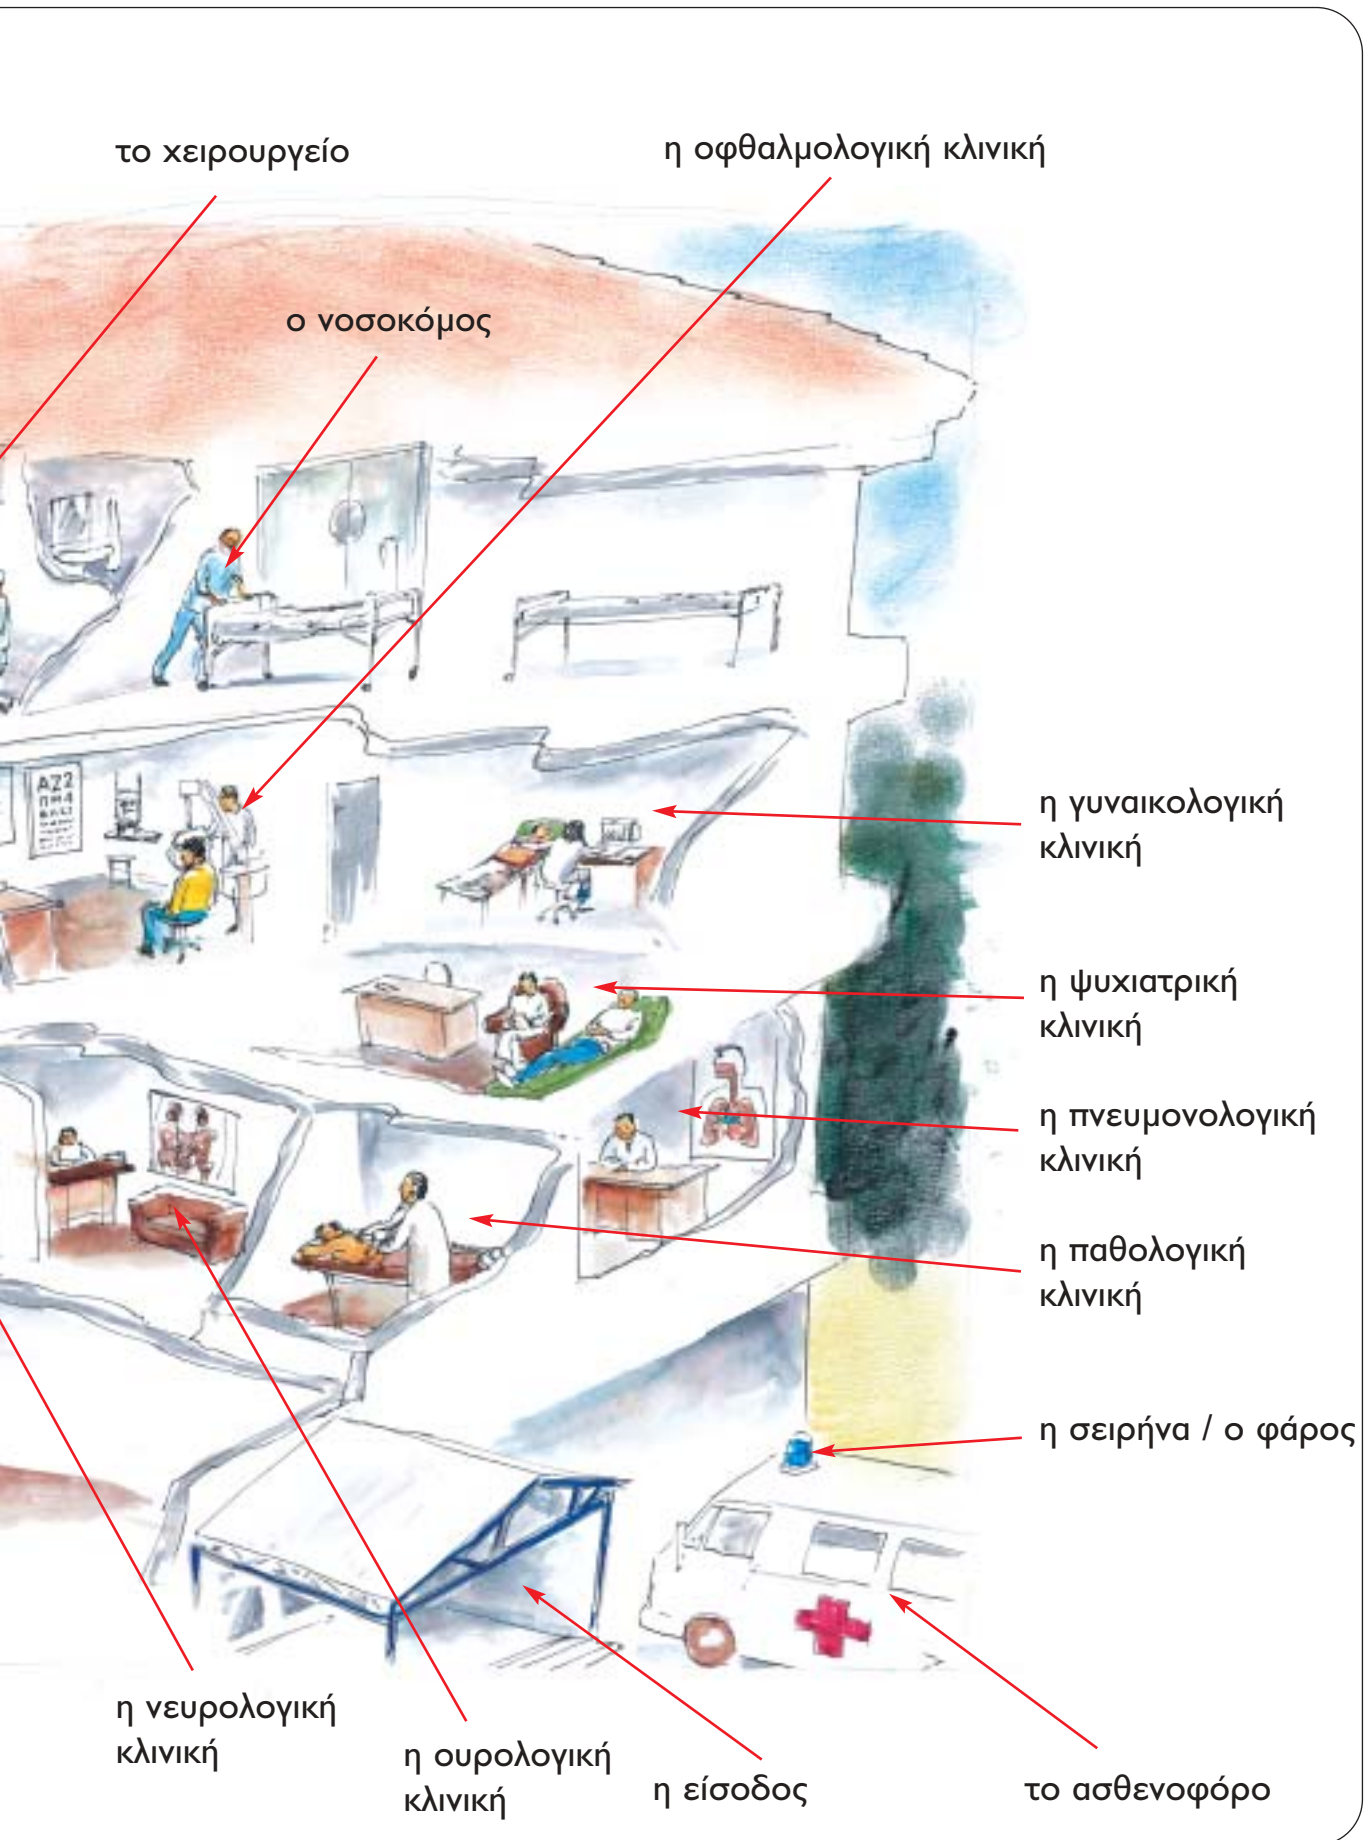 το χειρουργείο
η οφθαλμολογική κλινική
ο νοσοκόμος
η γυναικολογική
κλινική
η ψυχιατρική
κλινική
η πνευμονολογική
κλινική
η παθολογική
κλινική
η σειρήνα / ο φάρος
η νευρολογική
κλινική
η ουρολογική
κλινική
η είσοδος
το ασθενοφόρο